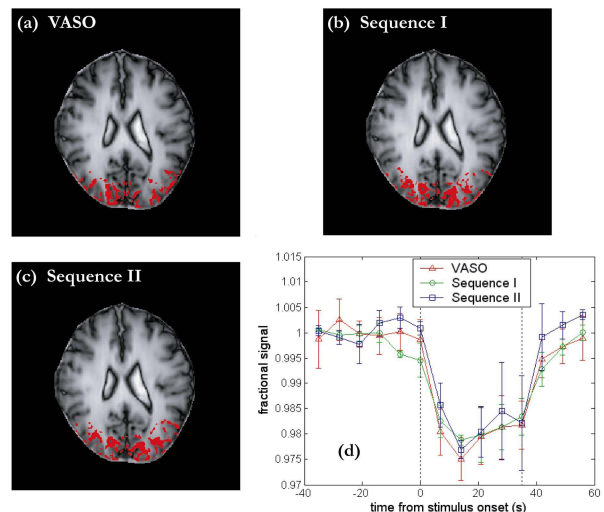 (a) VASO
(b) Sequence I
(c) Sequence II
1.015
1.01
1.005
1
0.995
0.99
0.985
0.98
0.975
0.97
fractional signal
VASO
Sequence I
Sequence II
(d)
-40 -20 0 20 40 60
time from stimulus onset (s)